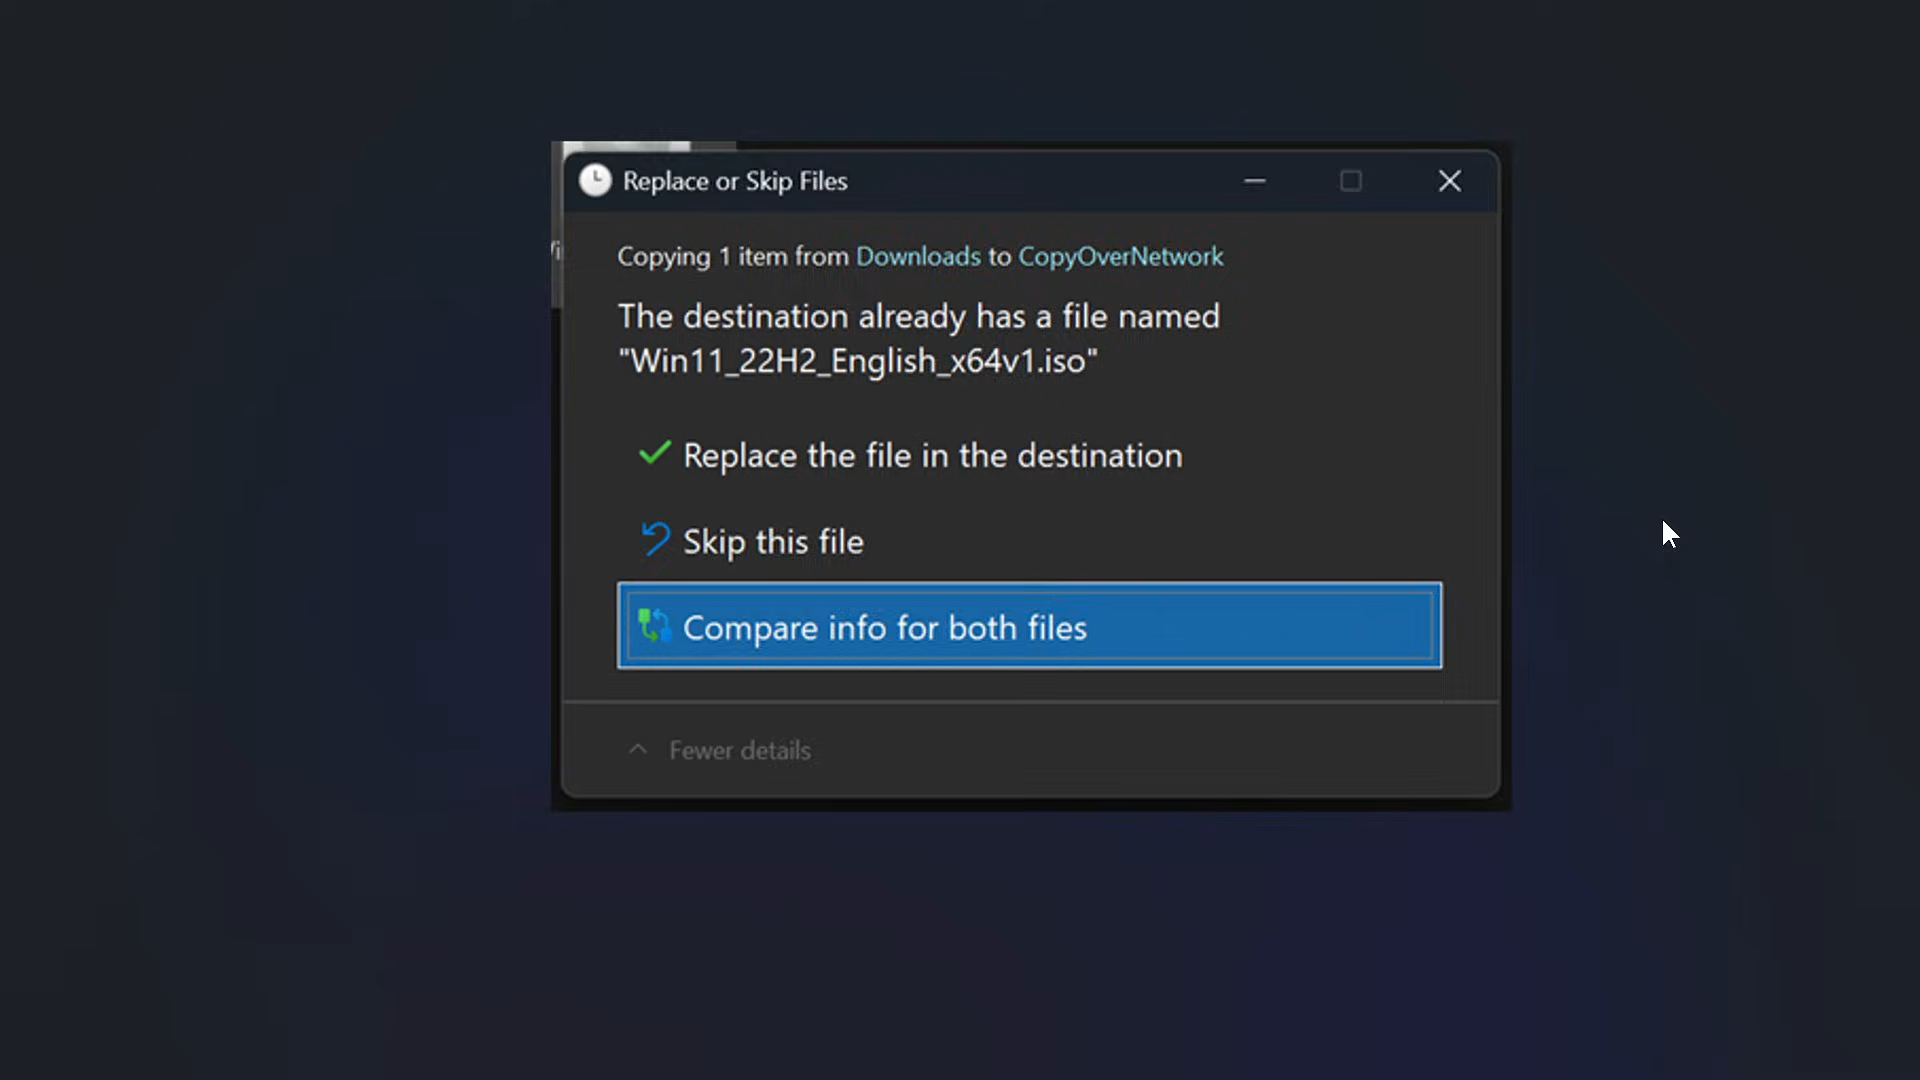 Replace or Skip Files
Copying 1 item from Downloads to CopyOverNetwork
The destination already has a file named
"Win11_22H2_English_x64v1.iso"
Replace the file in the destination
Skip this file
Compare info for both files
Fewer details